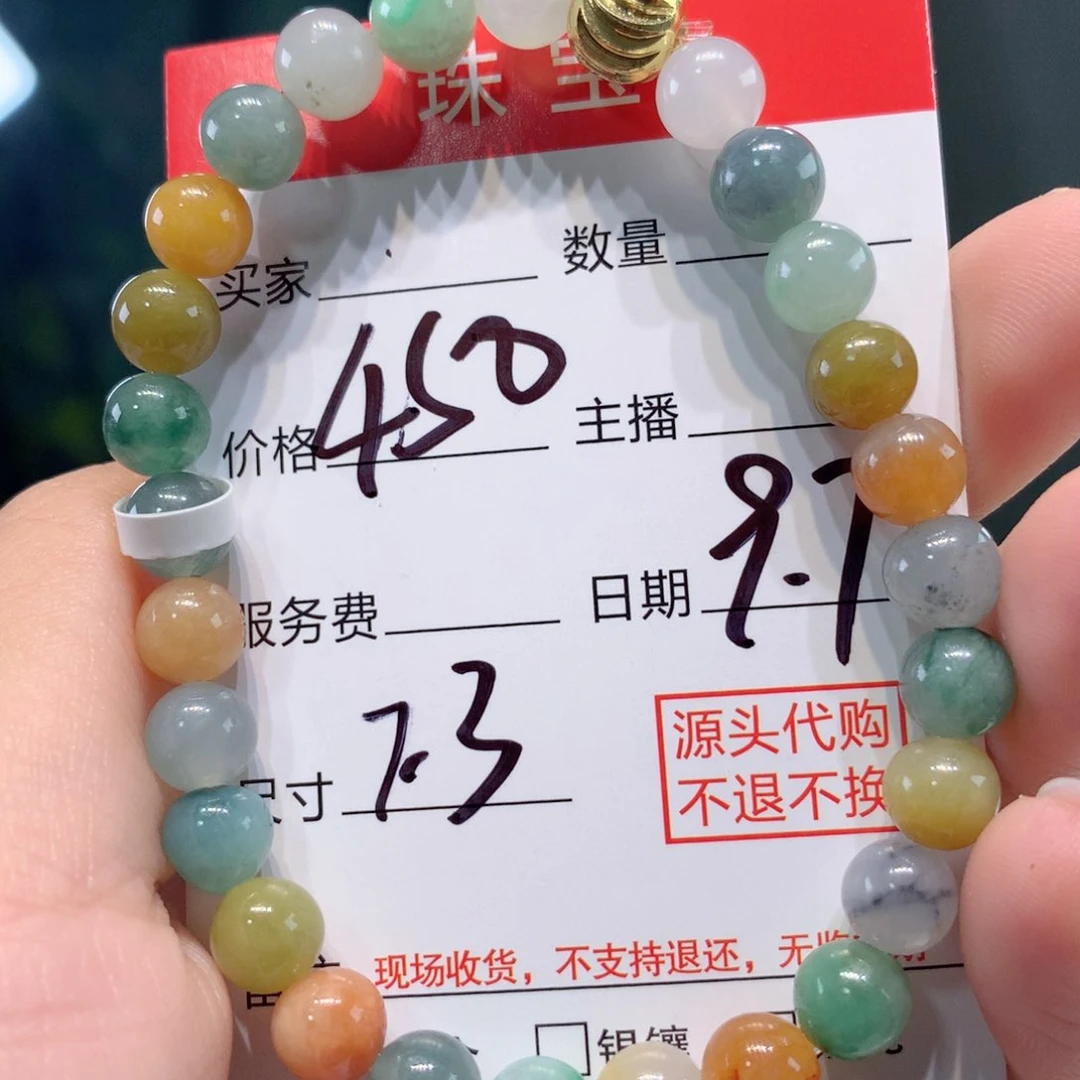 珠宝
买家 数量
价格 450 主播
服务费 日期 9.7
尺寸 7.3
源头代购
不退不换
现场收货，不支持退还，无
银镶